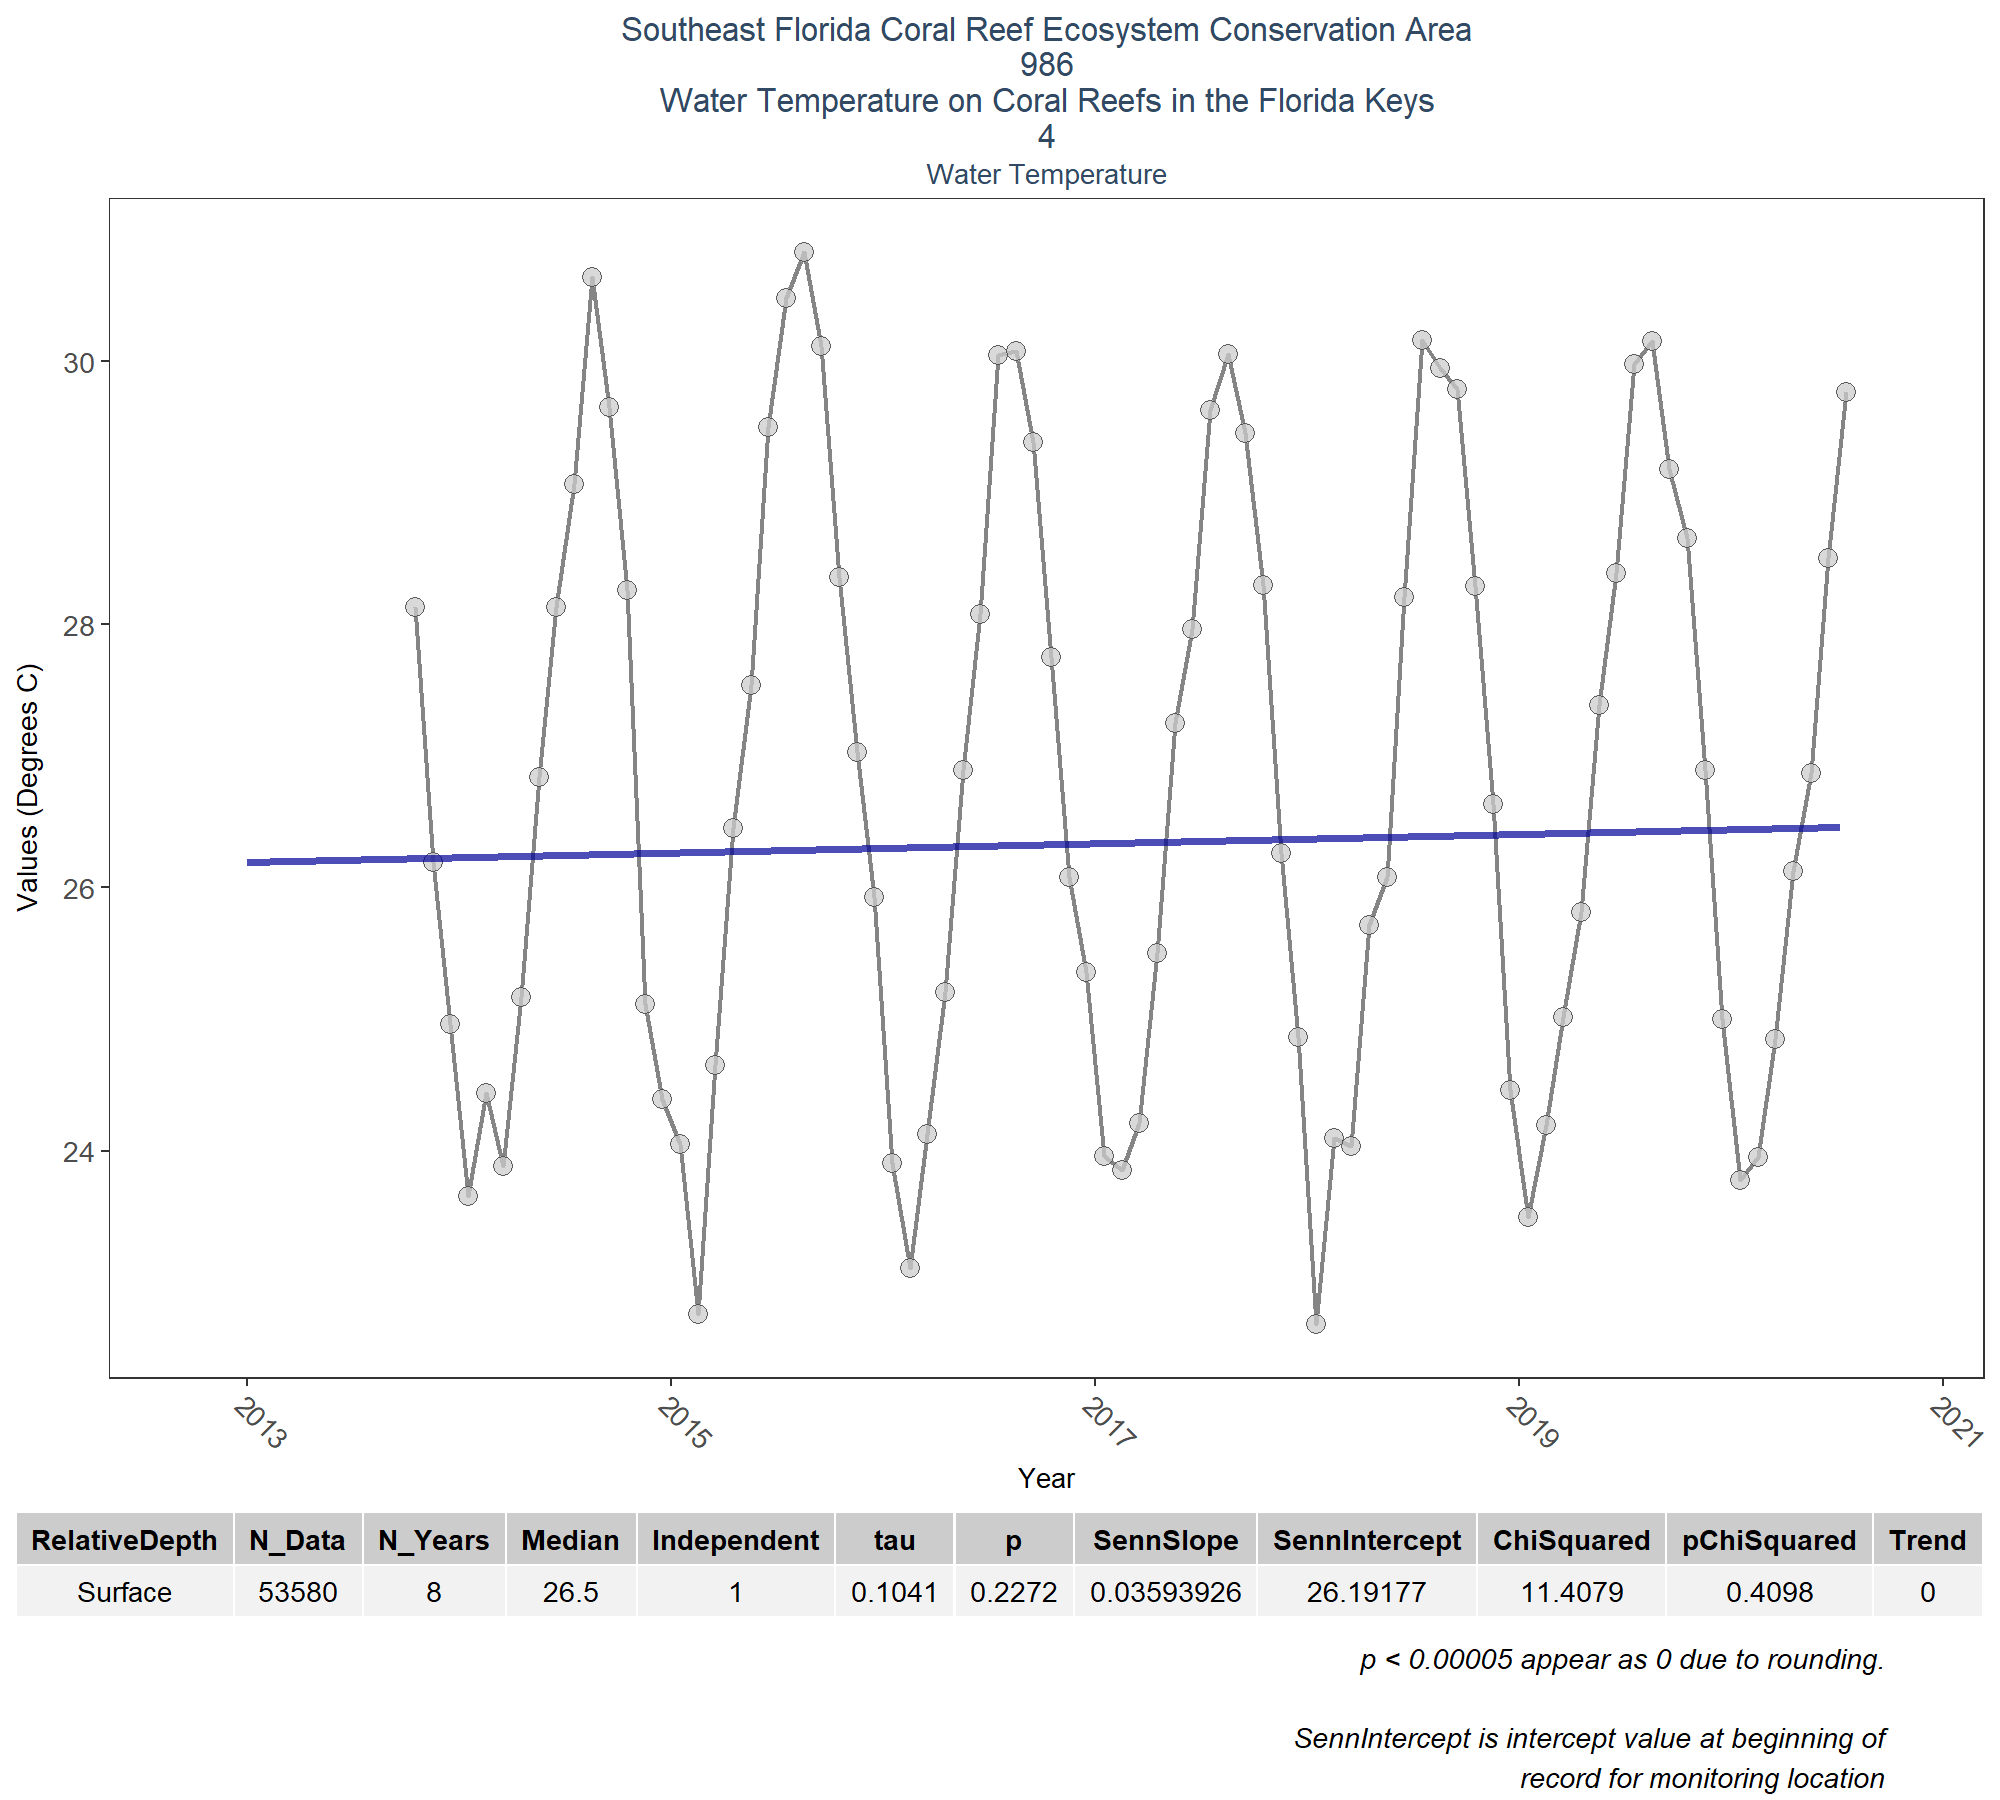 Southeast Florida Coral Reef Ecosystem Conservation Area
986
Water Temperature on Coral Reefs in the Florida Keys
4
Water Temperature
30
28
26
24
Values (Degrees C)
2013
2015
2017
2019
2021
Year
RelativeDepth N_Data N_Years Median Independent tau p SennSlope SennIntercept ChiSquared pChiSquared Trend
Surface 53580 8 26.5 1 0.1041 0.2272 0.03593926 26.19177 11.4079 0.4098 0
p < 0.00005 appear as 0 due to rounding.
SennIntercept is intercept value at beginning of
record for monitoring location